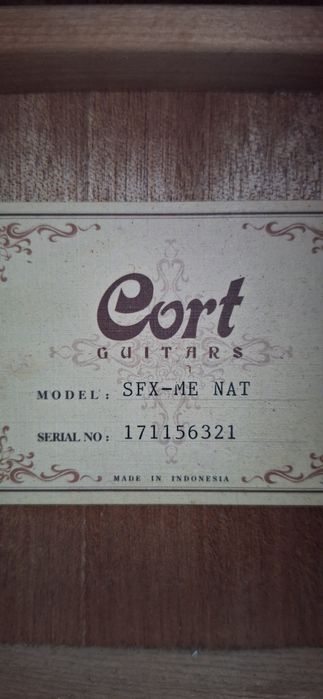 Cort
GUITARS
MODEL: SFX-ME NAT
SERIAL NO: 171156321
MADE IN INDONESIA